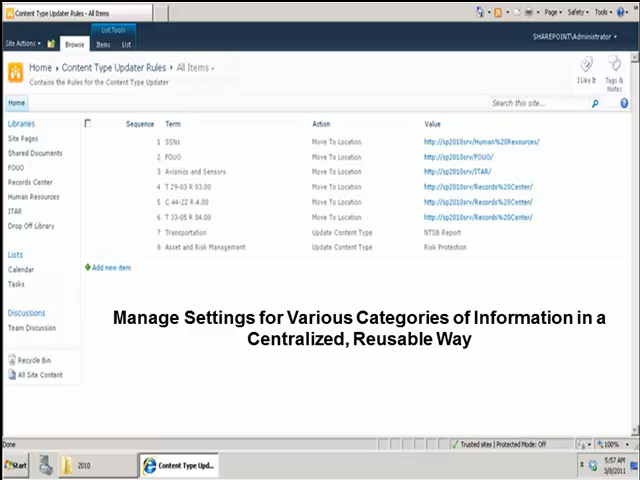 Content Type Updater Rules - All Items
Page Safety Tools
Site Actions Browse List Tools Items List SHAREPOINT\Administrator
Home Content Type Updater Rules All Items
Contains the Rules for the Content Type Updater
I Like It Tags & Notes
Home Search this site...
Libraries
Site Pages
Shared Documents
FOUO
Records Center
Human Resources
ITAR
Drop Off Library
Lists
Calendar
Tasks
Discussions
Team Discussion
Recycle Bin
All Site Content
Sequence Term Action Value
1 SSNs Move To Location http://sp2010srv/Human%20Resources/
2 FOUO Move To Location http://sp2010srv/FOUO/
3 Avionics and Sensors Move To Location http://sp2010srv/ITAR/
4 T 29-03 R 03.00 Move To Location http://sp2010srv/Records%20Center/
5 C.44-22 R.4.00 Move To Location http://sp2010srv/Records%20Center/
6 T 33-05 R 04.00 Move To Location http://sp2010srv/Records%20Center/
7 Transportation Update Content Type NTSB Report
8 Asset and Risk Management Update Content Type Risk Protection
Add new item
Manage Settings for Various Categories of Information in a
Centralized, Reusable Way
Done Trusted sites | Protected Mode: Off 100%
Start 2010 Content Type Upd... 5:57 AM
3/8/2011